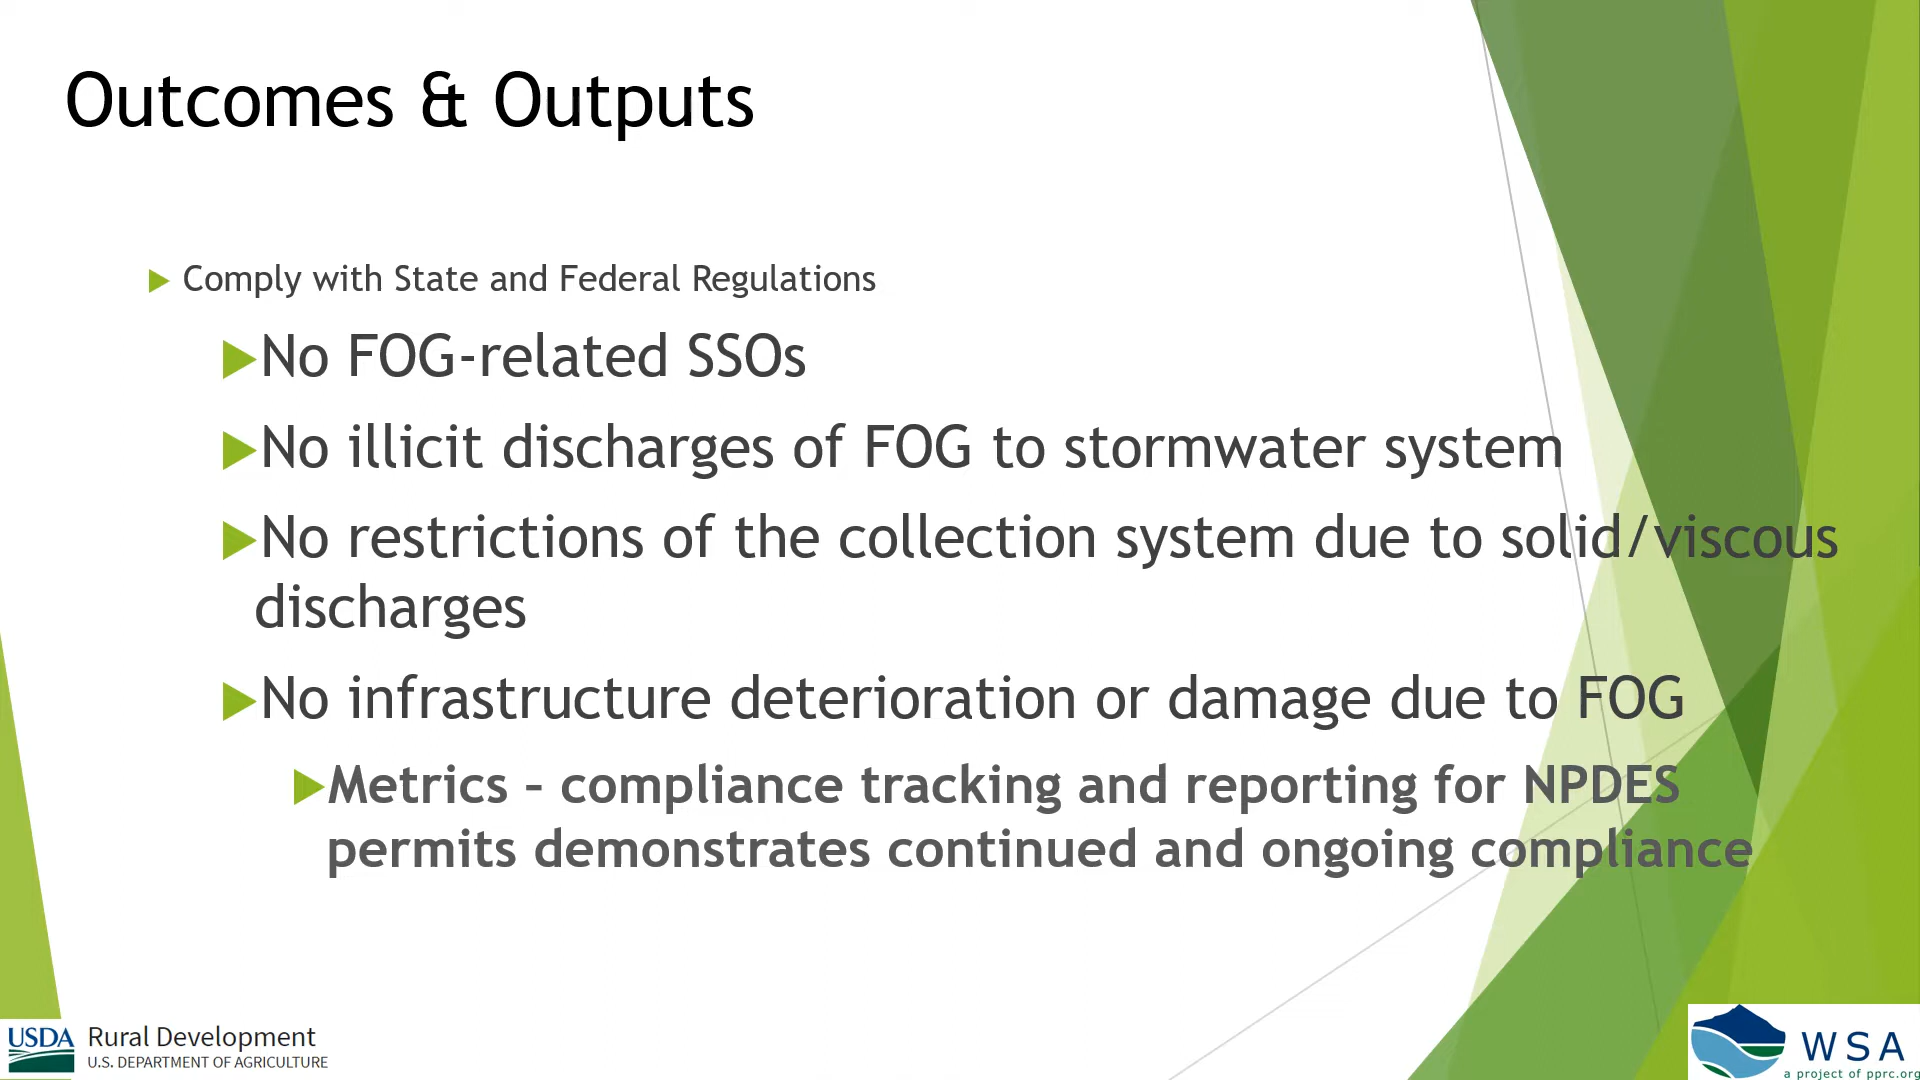 Outcomes & Outputs
Comply with State and Federal Regulations
No FOG-related SSOs
No illicit discharges of FOG to stormwater system
No restrictions of the collection system due to solid/viscous
discharges
No infrastructure deterioration or damage due to FOG
Metrics – compliance tracking and reporting for NPDES
permits demonstrates continued and ongoing compliance
USDA Rural Development
U.S. DEPARTMENT OF AGRICULTURE
WSA
a project of pprc.org